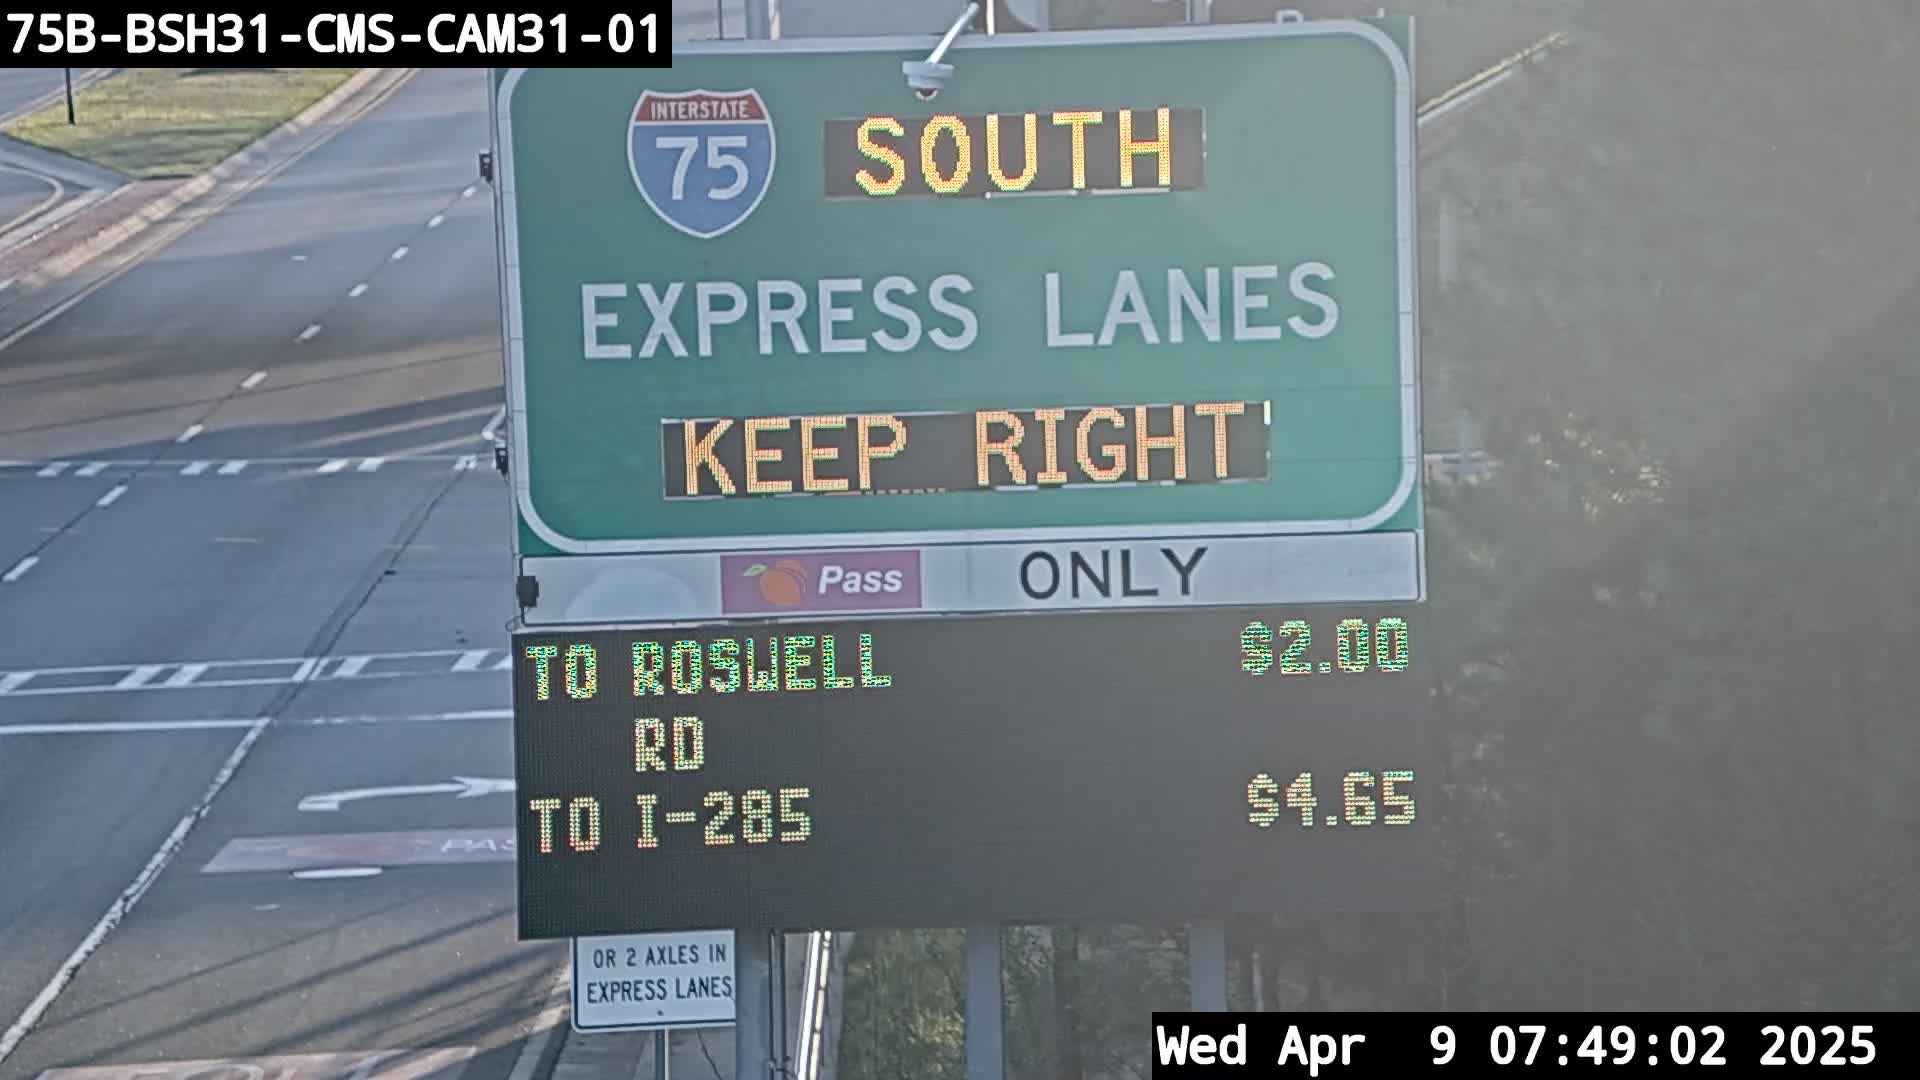 75B-BSH31-CMS-CAM31-01
INTERSTATE
75
SOUTH
EXPRESS LANES
KEEP RIGHT
Pass ONLY
TO ROSWELL $2.00
RD
TO I-285 $4.65
OR 2 AXLES IN
EXPRESS LANES
Wed Apr 9 07:49:02 2025